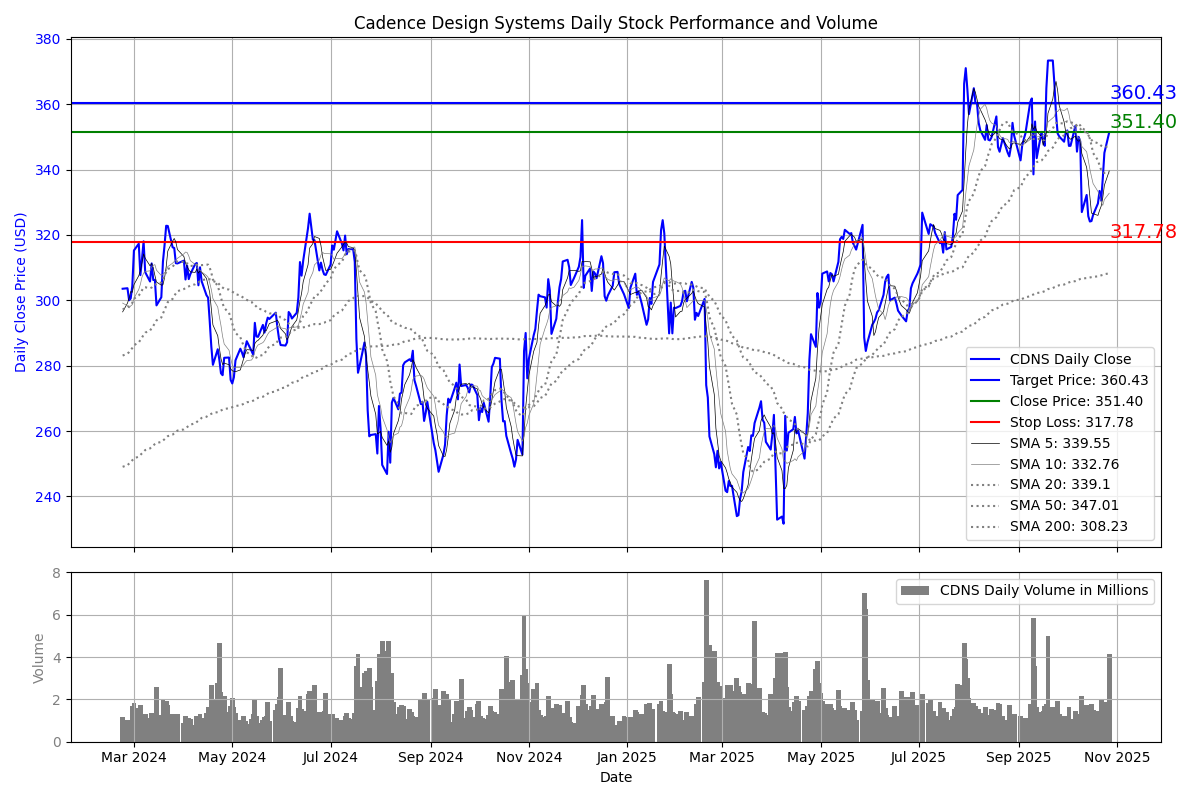 Cadence Design Systems Daily Stock Performance and Volume
Daily Close Price (USD)
380
360
340
320
300
280
260
240
360.43
351.40
317.78
CDNS Daily Close
Target Price: 360.43
Close Price: 351.40
Stop Loss: 317.78
SMA 5: 339.55
SMA 10: 332.76
SMA 20: 339.1
SMA 50: 347.01
SMA 200: 308.23
Volume
8
6
4
2
0
CDNS Daily Volume in Millions
Mar 2024 May 2024 Jul 2024 Sep 2024 Nov 2024 Jan 2025 Mar 2025 May 2025 Jul 2025 Sep 2025 Nov 2025
Date